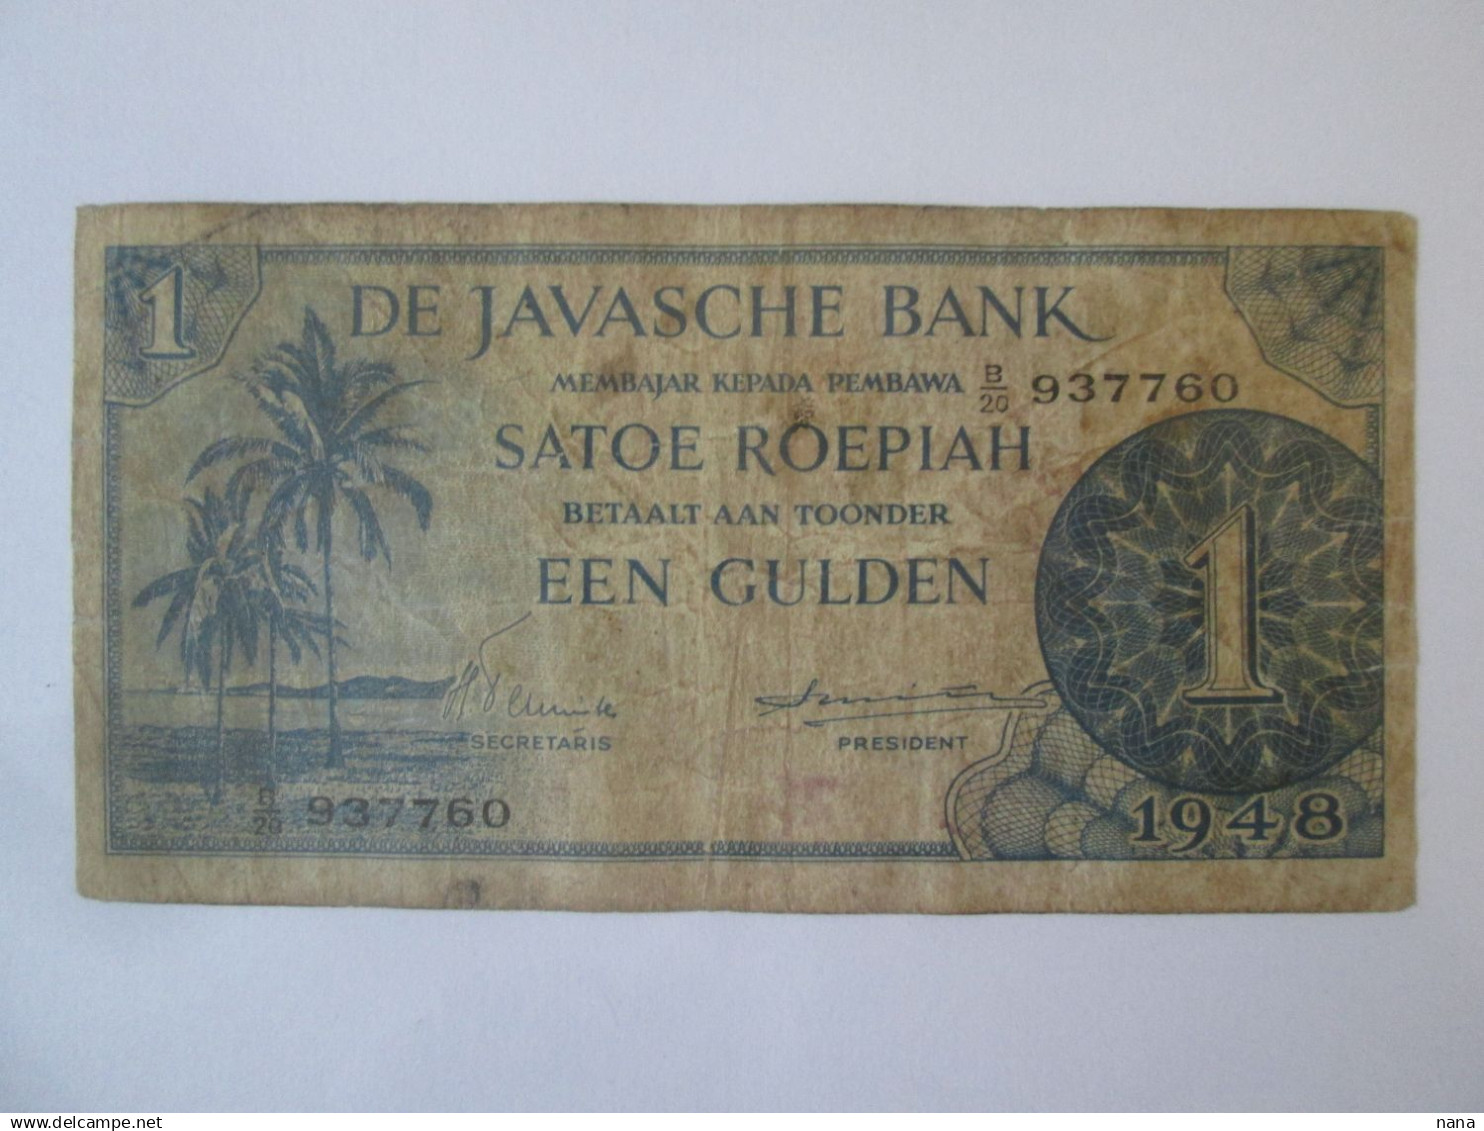 1
DE JAVASCHE BANK
MEMBAJAR KEPADA PEMBAWA B/20 937760
SATOE ROEPIAH
BETAALT AAN TOONDER
EEN GULDEN
1
SECRETARIS PRESIDENT
B/20 937760
1948
delcampe.net
nana